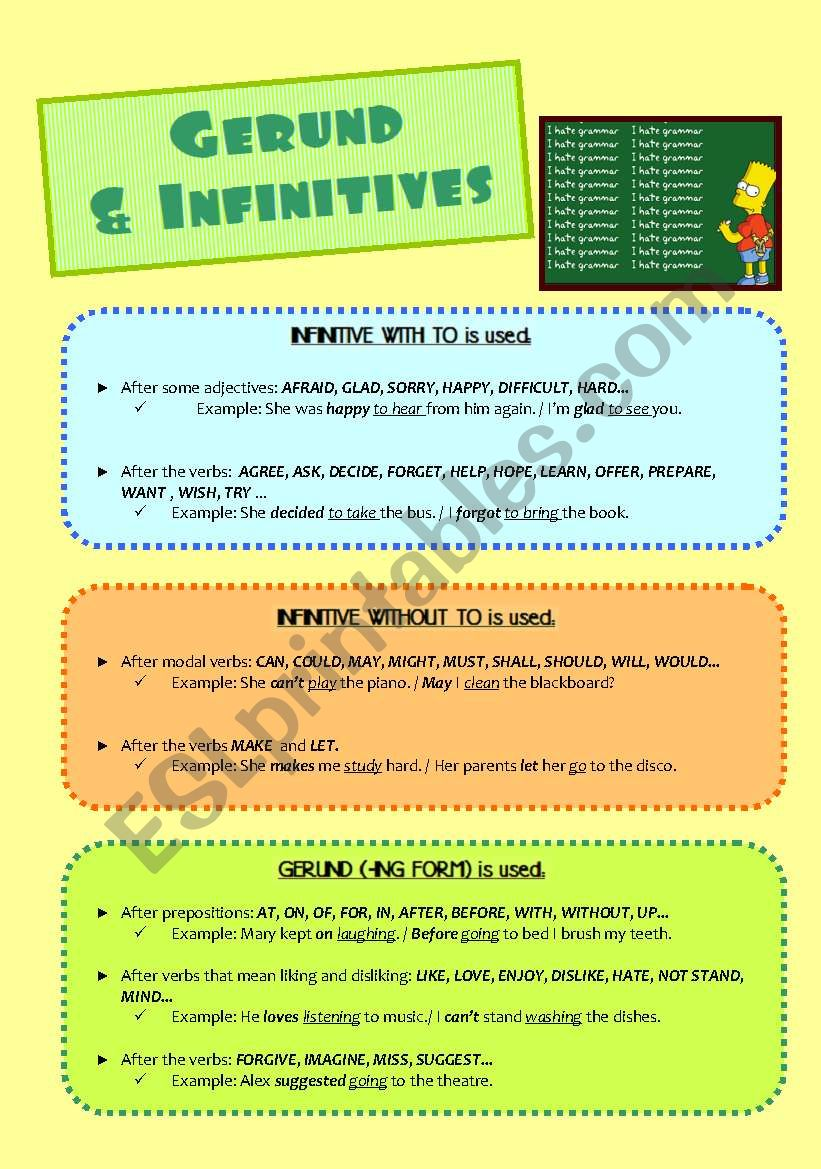 GERUND
& INFINITIVES
I hate grammar I hate grammar
I hate grammar I hate grammar
I hate grammar I hate grammar
I hate grammar I hate grammar
I hate grammar I hate grammar
I hate grammar I hate grammar
I hate grammar I hate grammar
I hate grammar I hate grammar
I hate grammar I hate grammar
I hate grammar I hate grammar
I hate grammar I hate grammar
INFINITIVE WITH TO is used:
► After some adjectives: AFRAID, GLAD, SORRY, HAPPY, DIFFICULT, HARD...
✓ Example: She was happy to hear from him again. / I'm glad to see you.
► After the verbs: AGREE, ASK, DECIDE, FORGET, HELP, HOPE, LEARN, OFFER, PREPARE,
WANT , WISH, TRY ...
✓ Example: She decided to take the bus. / I forgot to bring the book.
INFINITIVE WITHOUT TO is used:
► After modal verbs: CAN, COULD, MAY, MIGHT, MUST, SHALL, SHOULD, WILL, WOULD...
✓ Example: She can't play the piano. / May I clean the blackboard?
► After the verbs MAKE and LET.
✓ Example: She makes me study hard. / Her parents let her go to the disco.
GERUND (-ING FORM) is used:
► After prepositions: AT, ON, OF, FOR, IN, AFTER, BEFORE, WITH, WITHOUT, UP...
✓ Example: Mary kept on laughing. / Before going to bed I brush my teeth.
► After verbs that mean liking and disliking: LIKE, LOVE, ENJOY, DISLIKE, HATE, NOT STAND,
MIND...
✓ Example: He loves listening to music./ I can't stand washing the dishes.
► After the verbs: FORGIVE, IMAGINE, MISS, SUGGEST...
✓ Example: Alex suggested going to the theatre.
ESLprintables.com